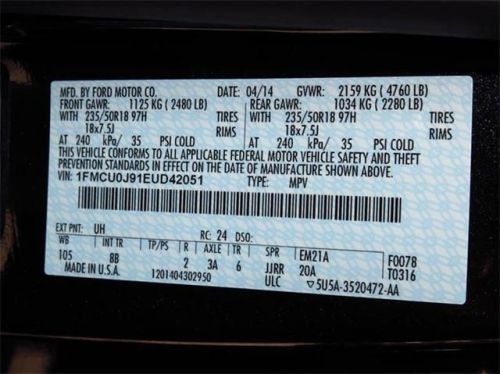 MFD. BY FORD MOTOR CO. DATE: 04/14 GVWR: 2159 KG ( 4760 LB)
FRONT GAWR: 1125 KG ( 2480 LB) REAR GAWR: 1034 KG ( 2280 LB)
WITH 235/50R18 97H TIRES WITH 235/50R18 97H TIRES
18x7.5J RIMS 18x7.5J RIMS
AT 240 kPa/ 35 PSI COLD AT 240 kPa/ 35 PSI COLD
THIS VEHICLE CONFORMS TO ALL APPLICABLE FEDERAL MOTOR VEHICLE SAFETY AND THEFT
PREVENTION STANDARDS IN EFFECT ON THE DATE OF MANUFACTURE SHOWN ABOVE.
VIN: 1FMCU0J91EUD42051 TYPE: MPV
EXT PNT: UH RC: 24 DSO:
WB INT TR TP/PS R AXLE TR SPR EM21A F0078
105 8B 2 3A 6 JJRR 20A T0316
MADE IN U.S.A. 1201404302950 ULC ▽5U5A-3520472-AA